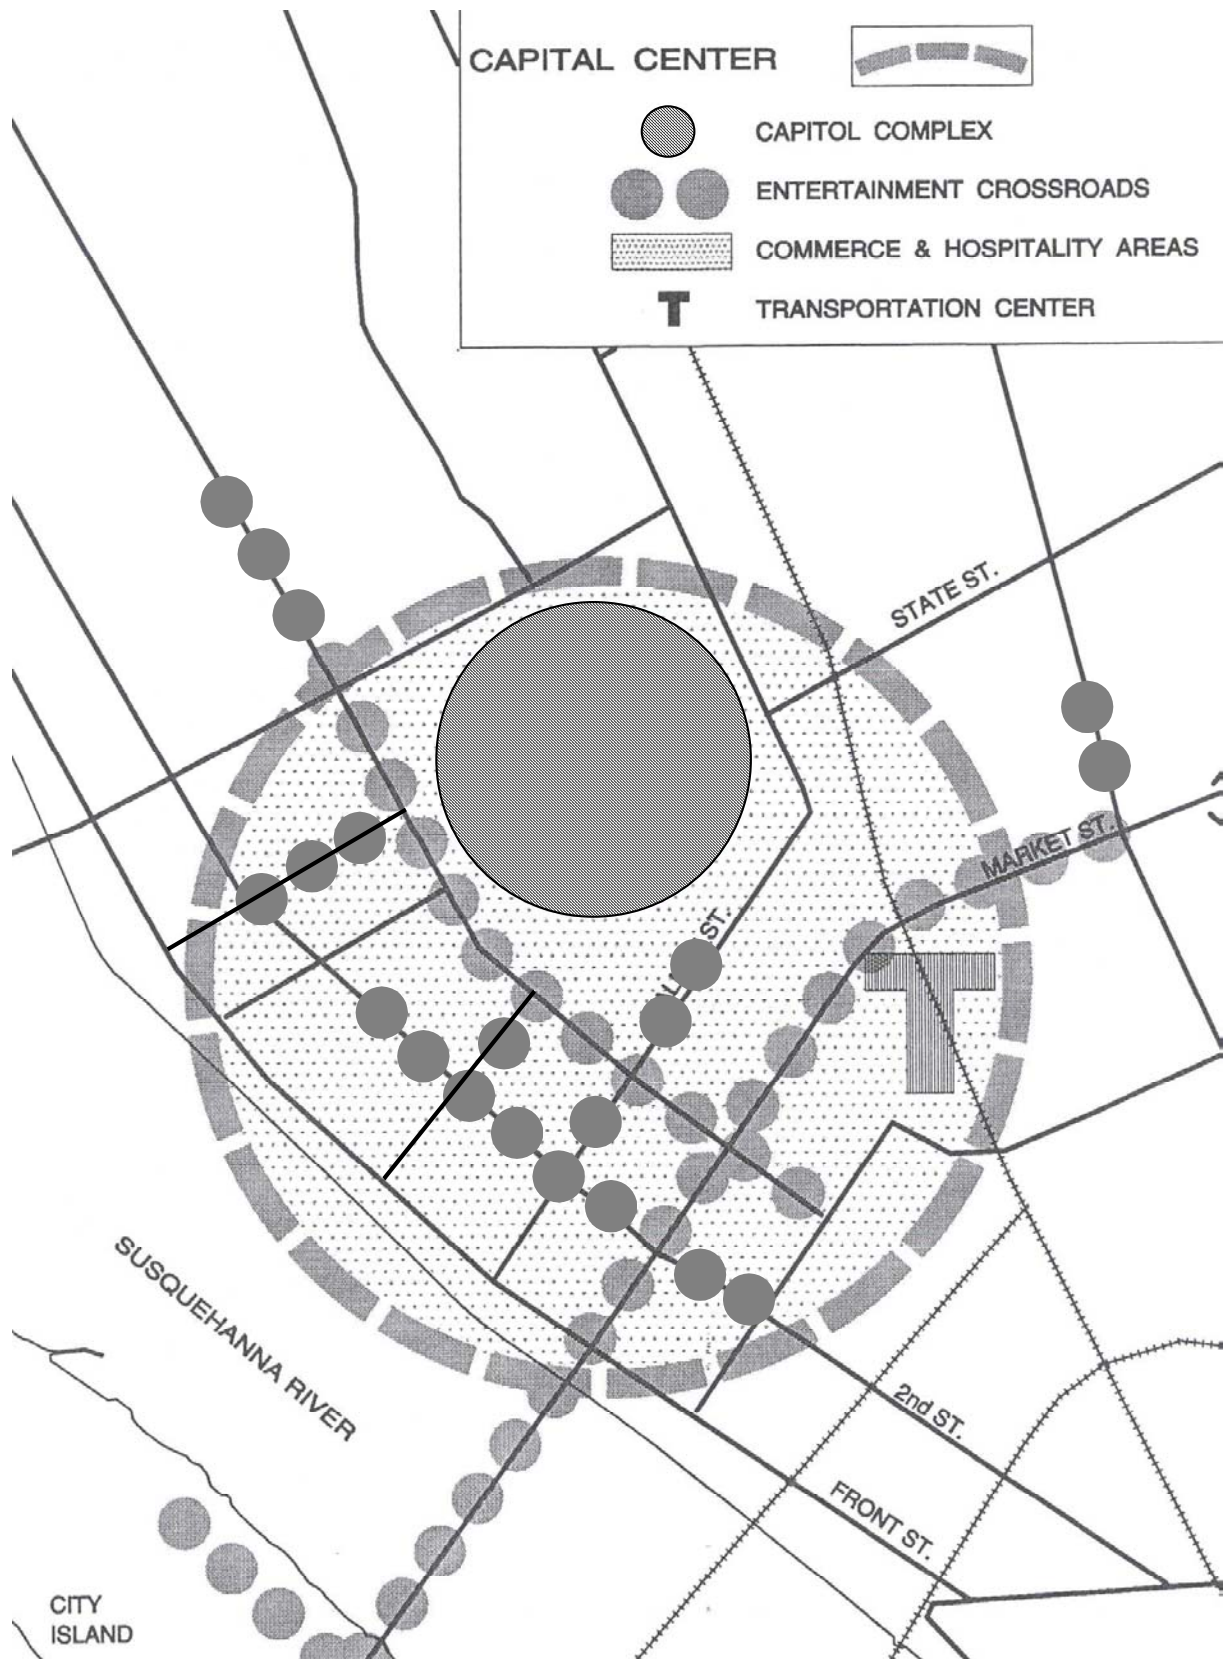 CAPITAL CENTER
CAPITOL COMPLEX
ENTERTAINMENT CROSSROADS
COMMERCE & HOSPITALITY AREAS
T TRANSPORTATION CENTER
STATE ST.
MARKET ST.
ST.
SUSQUEHANNA RIVER
2nd ST.
FRONT ST.
CITY
ISLAND